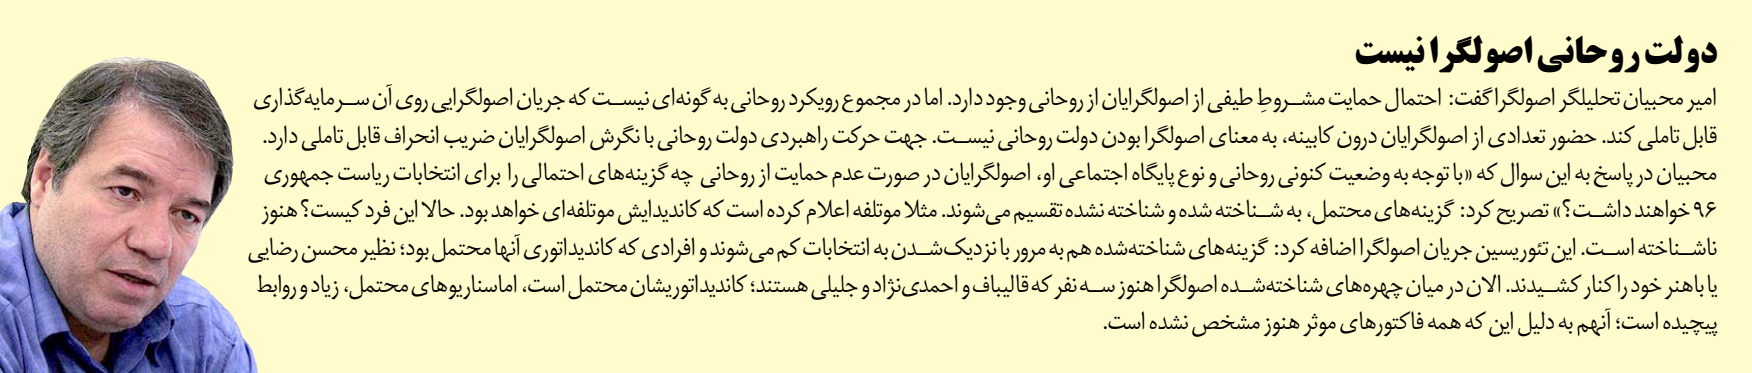 دولت روحانی اصولگرا نیست
امیر محبیان تحلیلگر اصولگرا گفت: احتمال حمایت مشروطِ طیفی از اصولگرایان از روحانی وجود دارد. اما در مجموع رویکرد روحانی به گونه‌ای نیست که جریان اصولگرایی روی آن سرمایه‌گذاری
قابل تاملی کند. حضور تعدادی از اصولگرایان درون کابینه، به معنای اصولگرا بودن دولت روحانی نیست. جهت حرکت راهبردی دولت روحانی با نگرش اصولگرایان ضریب انحراف قابل تاملی دارد.
محبیان در پاسخ به این سوال که «با توجه به وضعیت کنونی روحانی و نوع پایگاه اجتماعی او، اصولگرایان در صورت عدم حمایت از روحانی چه گزینه‌های احتمالی را برای انتخابات ریاست جمهوری
۹۶ خواهند داشت؟» تصریح کرد: گزینه‌های محتمل، به شناخته شده و شناخته نشده تقسیم می‌شوند. مثلا موتلفه اعلام کرده است که کاندیدایش موتلفه‌ای خواهد بود. حالا این فرد کیست؟ هنوز
ناشناخته است. این تئوریسین جریان اصولگرا اضافه کرد: گزینه‌های شناخته‌شده هم به مرور با نزدیک‌شدن به انتخابات کم می‌شوند و افرادی که کاندیداتوری آنها محتمل بود؛ نظیر محسن رضایی
یا باهنر خود را کنار کشیدند. الان در میان چهره‌های شناخته‌شده اصولگرا هنوز سه نفر که قالیباف و احمدی‌نژاد و جلیلی هستند؛ کاندیداتوریشان محتمل است، اما سناریوهای محتمل، زیاد و روابط
پیچیده است؛ آنهم به دلیل این که همه فاکتورهای موثر هنوز مشخص نشده است.